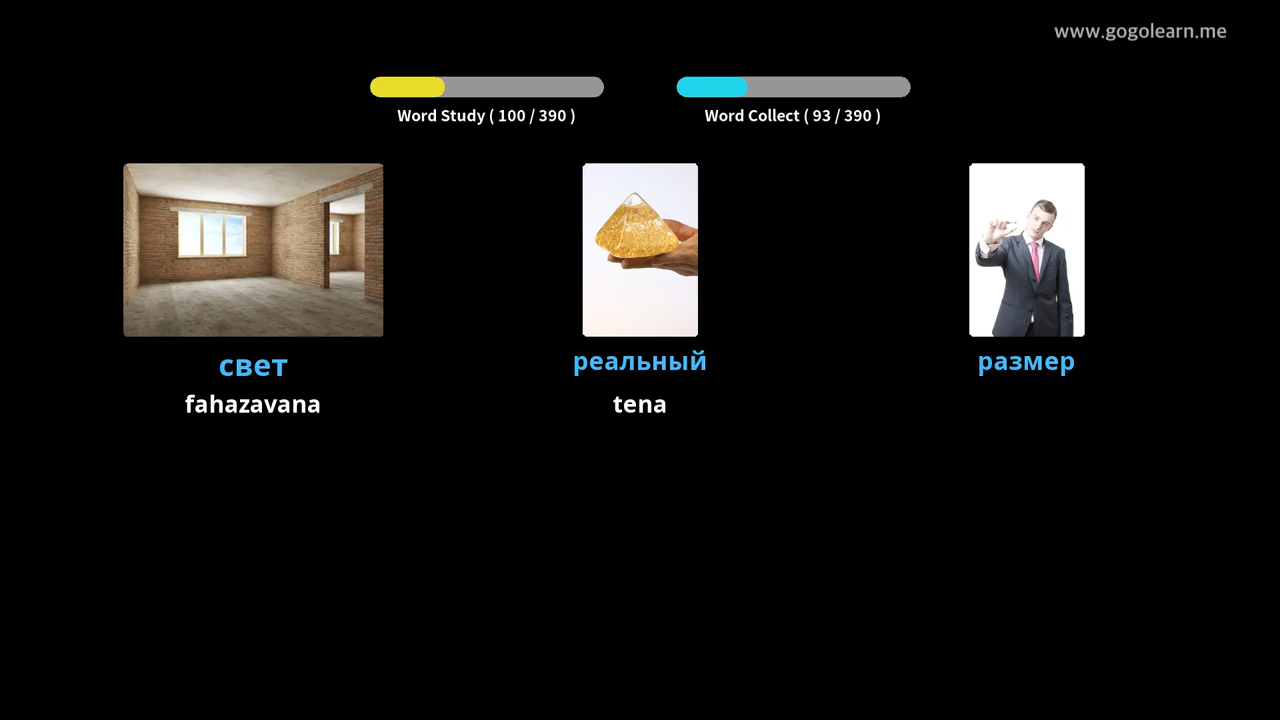 www.gogolearn.me
Word Study ( 100 / 390 )
Word Collect ( 93 / 390 )
свет
fahazavana
реальный
tena
размер